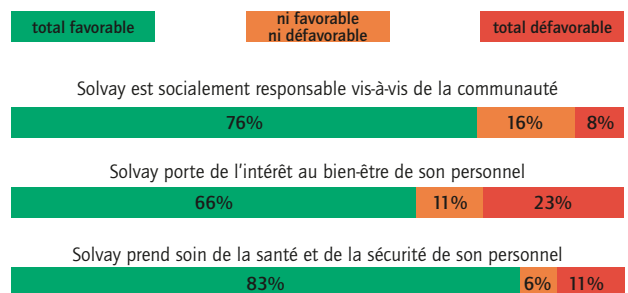 total favorable
ni favorable
ni défavorable
total défavorable
Solvay est socialement responsable vis-à-vis de la communauté
76% 16% 8%
Solvay porte de l'intérêt au bien-être de son personnel
66% 11% 23%
Solvay prend soin de la santé et de la sécurité de son personnel
83% 6% 11%